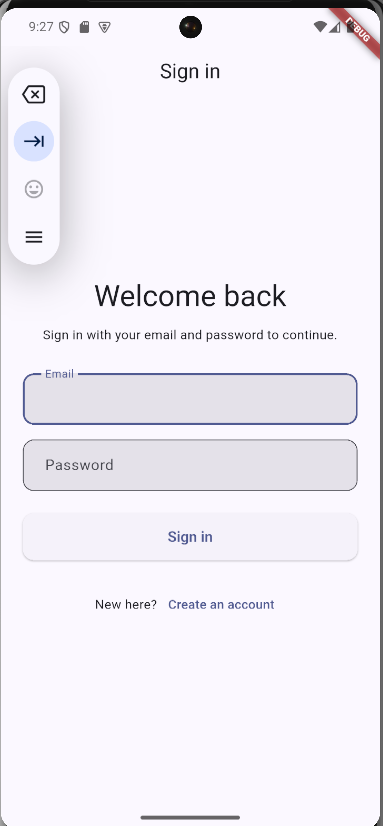 9:27
DEBUG
Sign in
Welcome back
Sign in with your email and password to continue.
Email
Password
Sign in
New here? Create an account